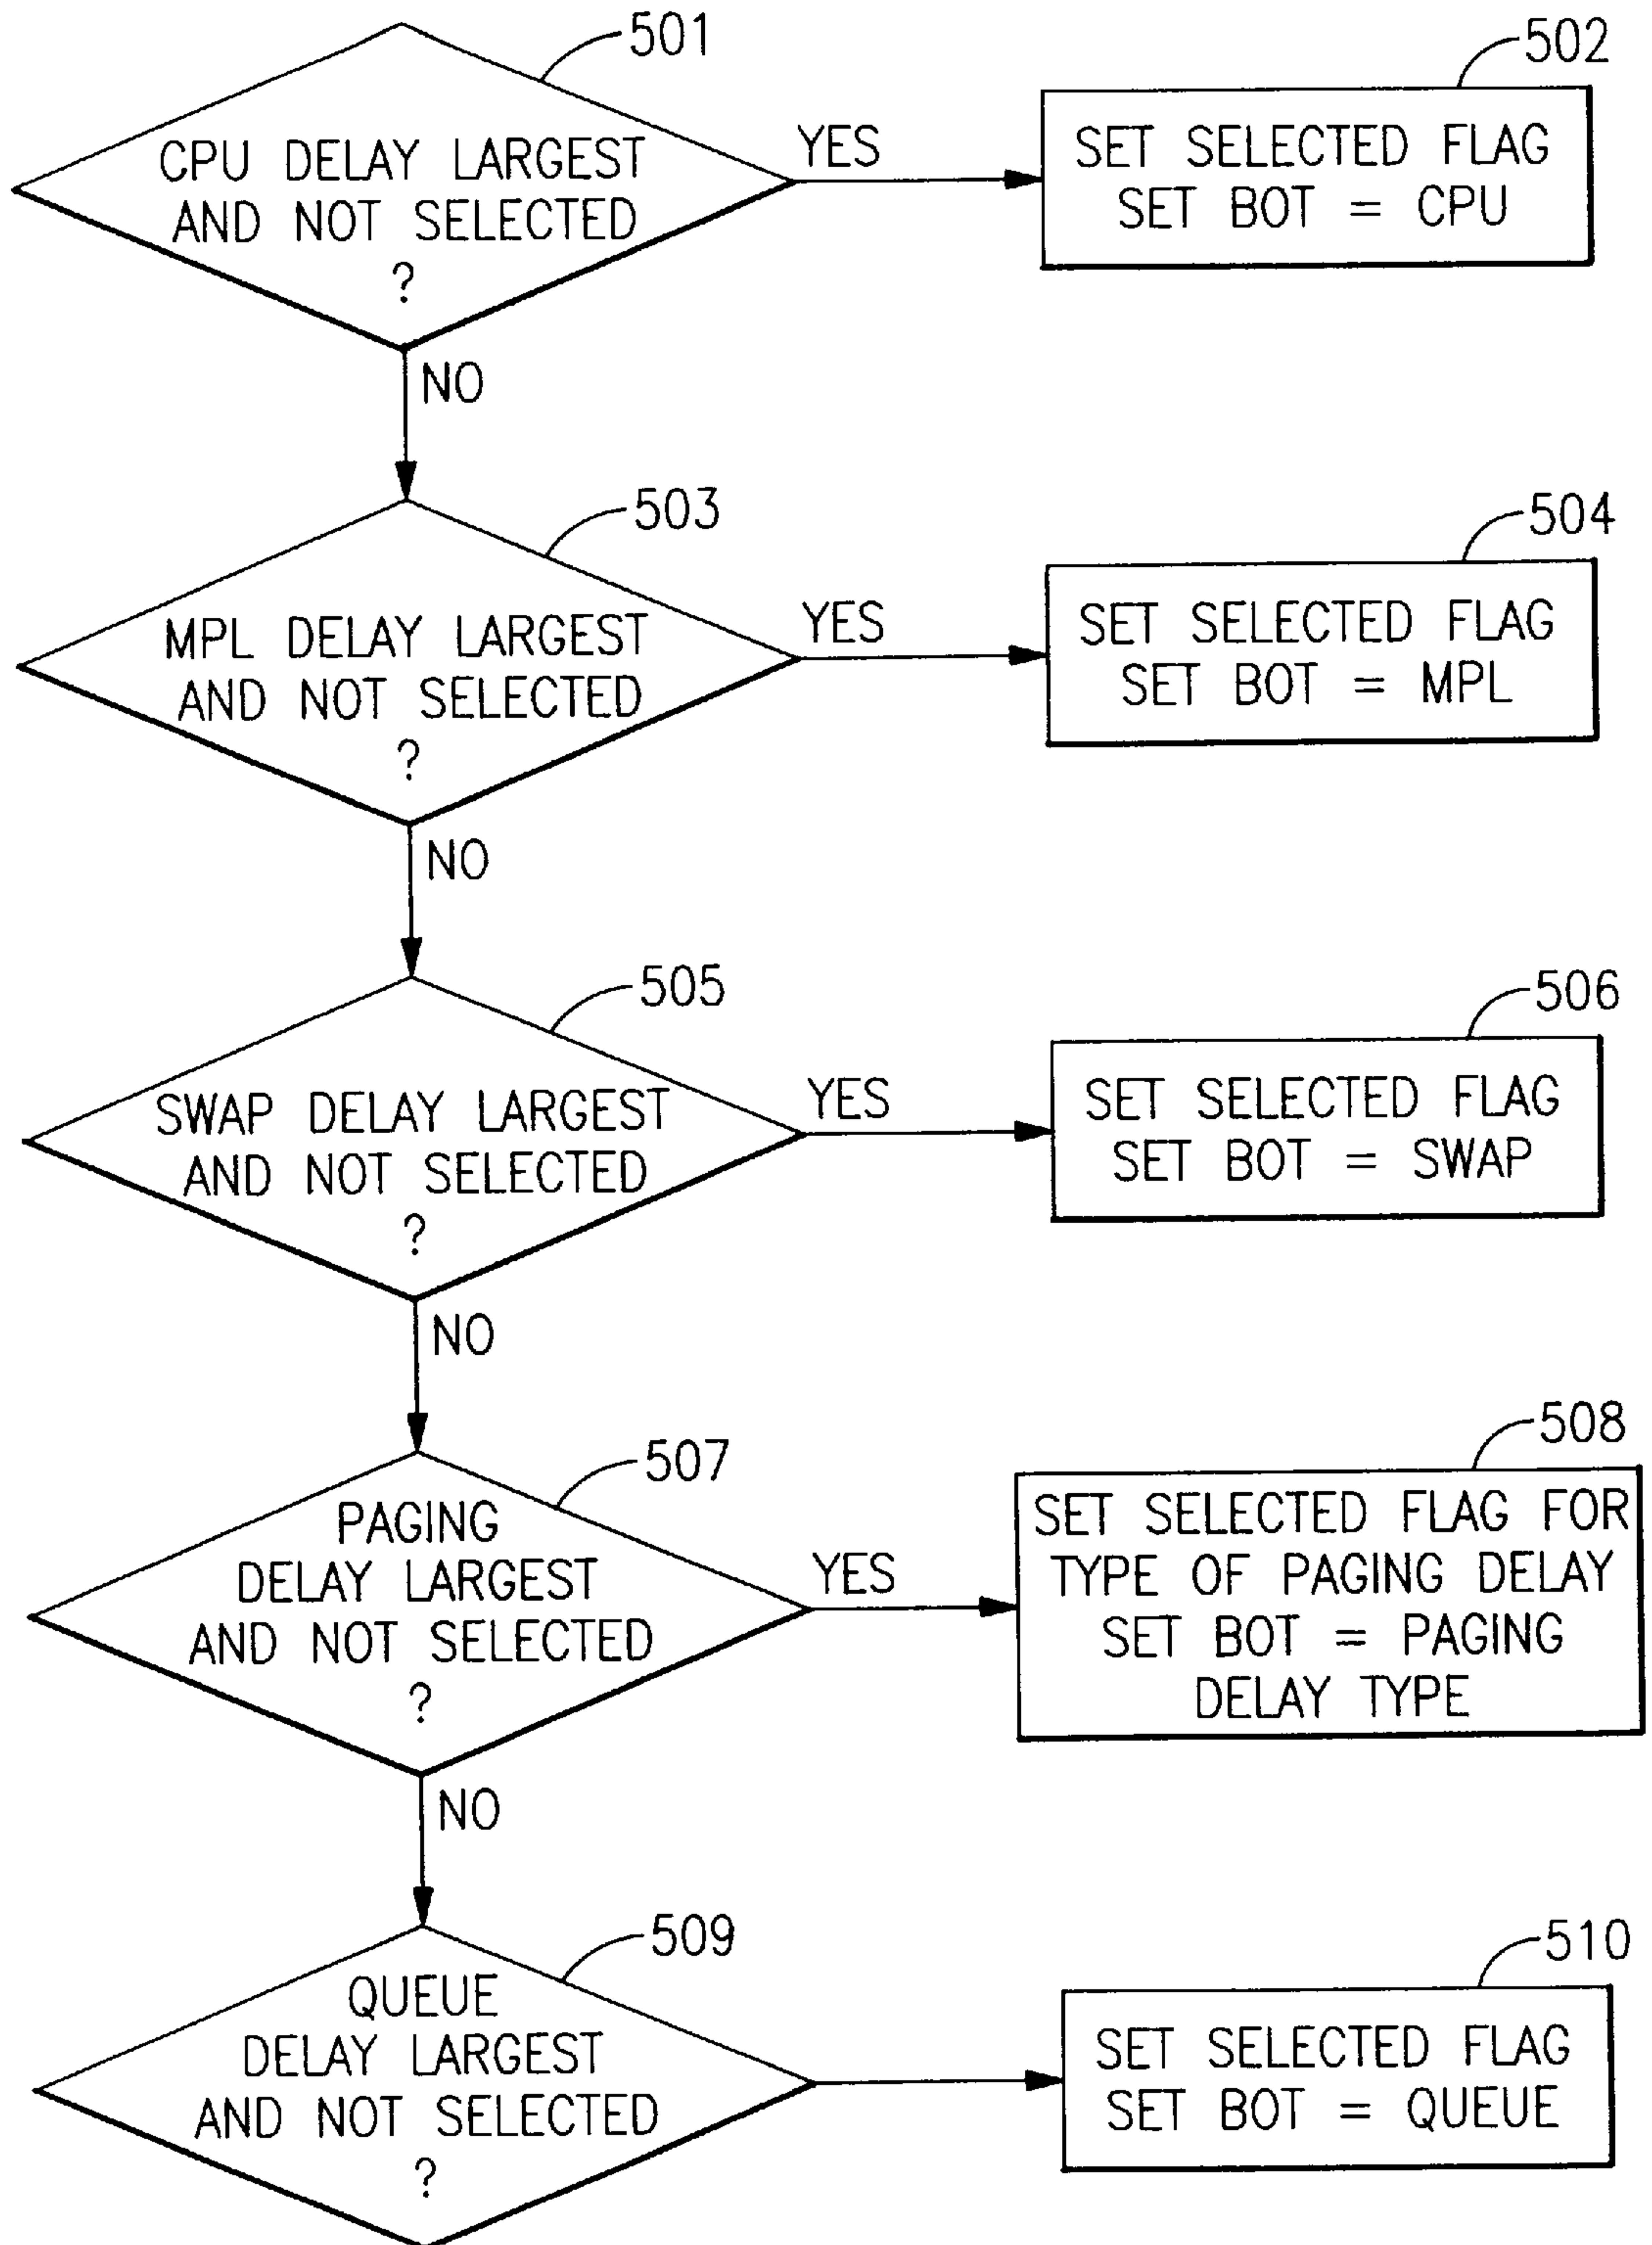 501
CPU DELAY LARGEST
AND NOT SELECTED
?
YES
502
SET SELECTED FLAG
SET BOT = CPU
NO
503
MPL DELAY LARGEST
AND NOT SELECTED
?
YES
504
SET SELECTED FLAG
SET BOT = MPL
NO
505
SWAP DELAY LARGEST
AND NOT SELECTED
?
YES
506
SET SELECTED FLAG
SET BOT = SWAP
NO
507
PAGING
DELAY LARGEST
AND NOT SELECTED
?
YES
508
SET SELECTED FLAG FOR
TYPE OF PAGING DELAY
SET BOT = PAGING
DELAY TYPE
NO
509
QUEUE
DELAY LARGEST
AND NOT SELECTED
?
510
SET SELECTED FLAG
SET BOT = QUEUE